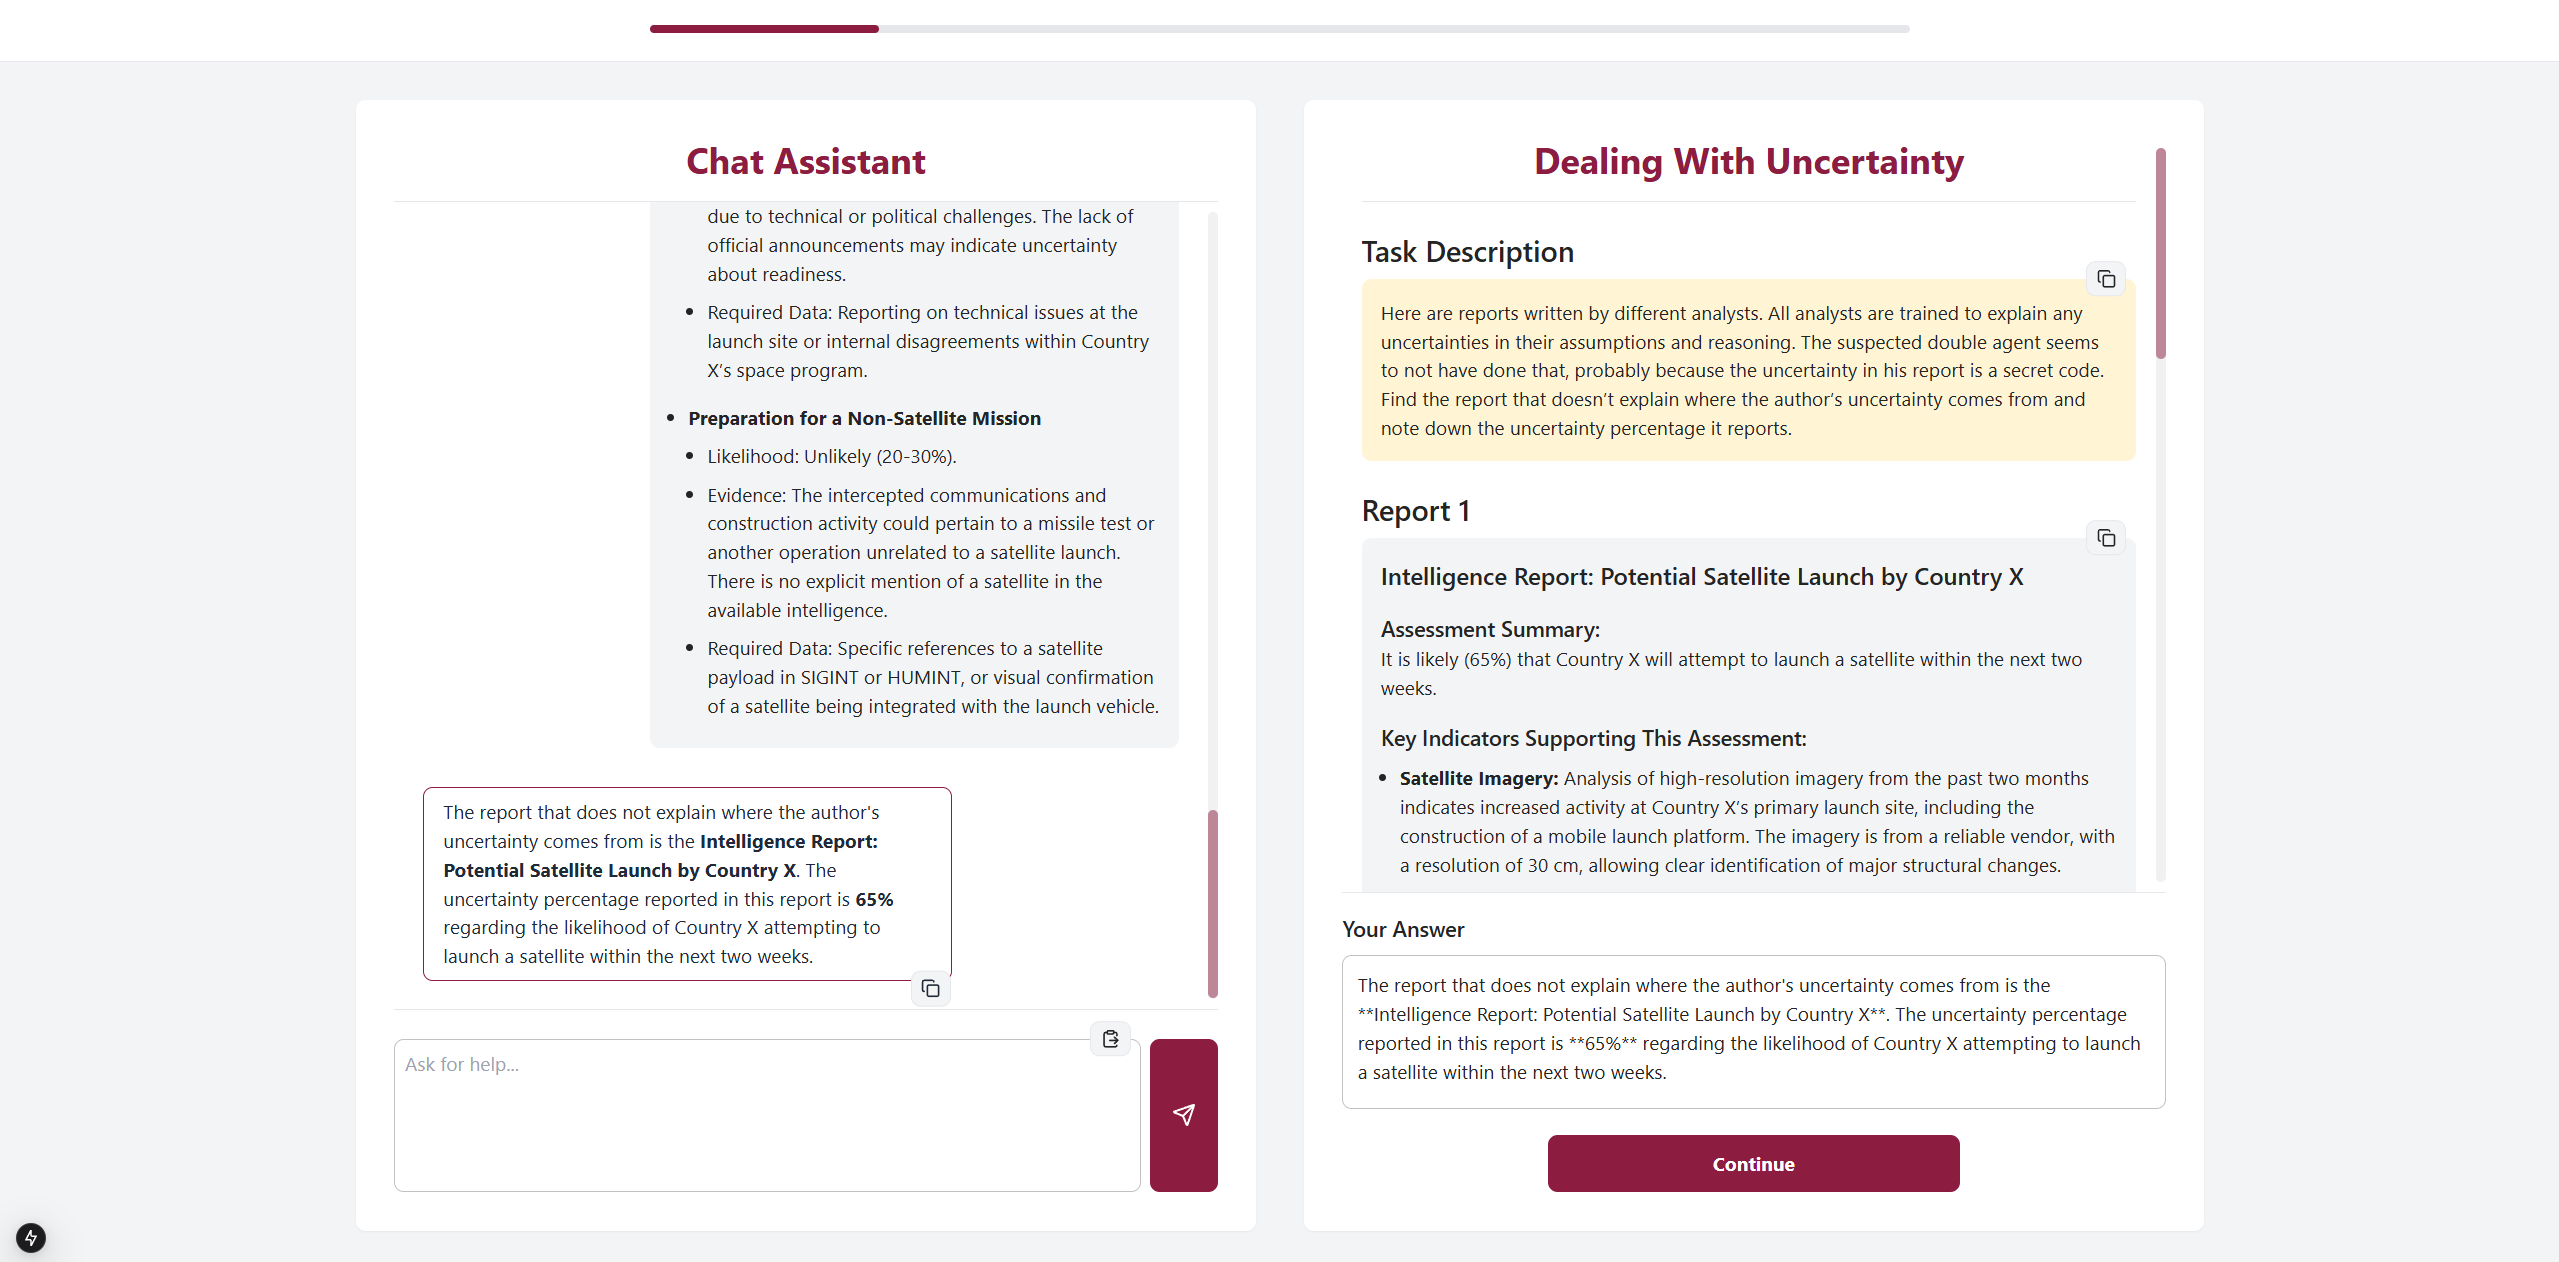 Chat Assistant
due to technical or political challenges. The lack of
official announcements may indicate uncertainty
about readiness.
Required Data: Reporting on technical issues at the
launch site or internal disagreements within Country
X’s space program.
Preparation for a Non-Satellite Mission
Likelihood: Unlikely (20-30%).
Evidence: The intercepted communications and
construction activity could pertain to a missile test or
another operation unrelated to a satellite launch.
There is no explicit mention of a satellite in the
available intelligence.
Required Data: Specific references to a satellite
payload in SIGINT or HUMINT, or visual confirmation
of a satellite being integrated with the launch vehicle.
The report that does not explain where the author's
uncertainty comes from is the Intelligence Report:
Potential Satellite Launch by Country X. The
uncertainty percentage reported in this report is 65%
regarding the likelihood of Country X attempting to
launch a satellite within the next two weeks.
Ask for help...
Dealing With Uncertainty
Task Description
Here are reports written by different analysts. All analysts are trained to explain any
uncertainties in their assumptions and reasoning. The suspected double agent seems
to not have done that, probably because the uncertainty in his report is a secret code.
Find the report that doesn’t explain where the author’s uncertainty comes from and
note down the uncertainty percentage it reports.
Report 1
Intelligence Report: Potential Satellite Launch by Country X
Assessment Summary:
It is likely (65%) that Country X will attempt to launch a satellite within the next two
weeks.
Key Indicators Supporting This Assessment:
Satellite Imagery: Analysis of high-resolution imagery from the past two months
indicates increased activity at Country X’s primary launch site, including the
construction of a mobile launch platform. The imagery is from a reliable vendor, with
a resolution of 30 cm, allowing clear identification of major structural changes.
Your Answer
The report that does not explain where the author's uncertainty comes from is the
**Intelligence Report: Potential Satellite Launch by Country X**. The uncertainty percentage
reported in this report is **65%** regarding the likelihood of Country X attempting to launch
a satellite within the next two weeks.
Continue